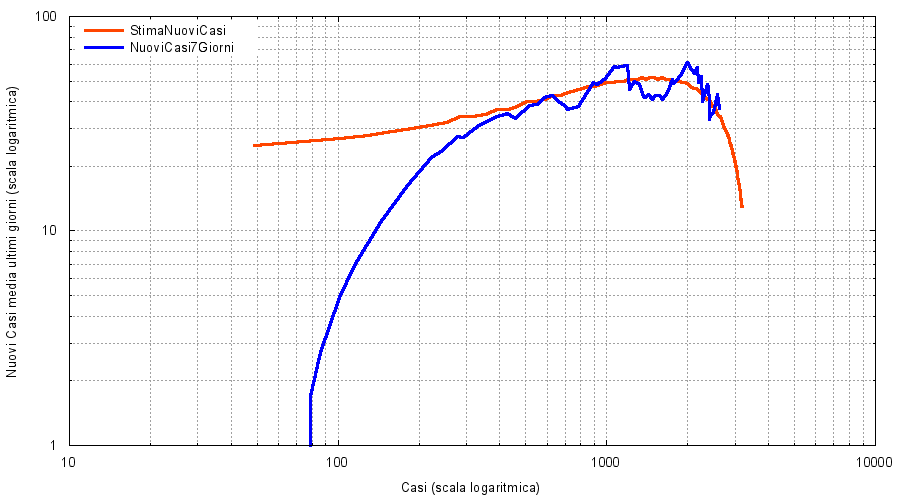 100
StimaNuoviCasi
NuoviCasi7Giorni
Nuovi Casi media ultimi giorni (scala logaritmica)
10
1
10
100
1000
10000
Casi (scala logaritmica)